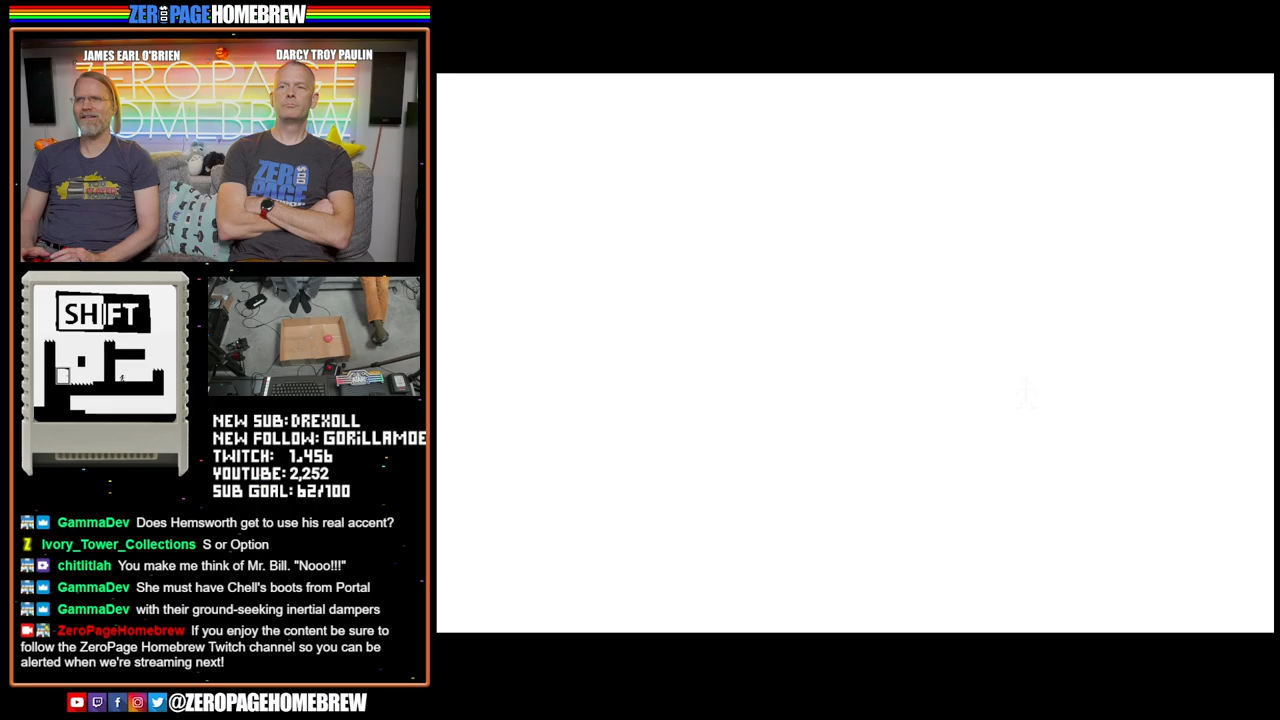 ZEROPAGE HOMEBREW
JAMES EARL O'BRIEN
DARCY TROY PAULIN
ZEROPAGE
HOMEBREW
ZERO
PAGE
SHIFT
NEW SUB: DREXOLL
NEW FOLLOW: GORILLAMOE
TWITCH: 1,456
YOUTUBE: 2,252
SUB GOAL: 62/100
GammaDev Does Hemsworth get to use his real accent?
Ivory_Tower_Collections S or Option
chitlitlah You make me think of Mr. Bill. "Nooo!!!"
GammaDev She must have Chell's boots from Portal
GammaDev with their ground-seeking inertial dampers
ZeroPageHomebrew If you enjoy the content be sure to
follow the ZeroPage Homebrew Twitch channel so you can be
alerted when we're streaming next!
@ZEROPAGEHOMEBREW